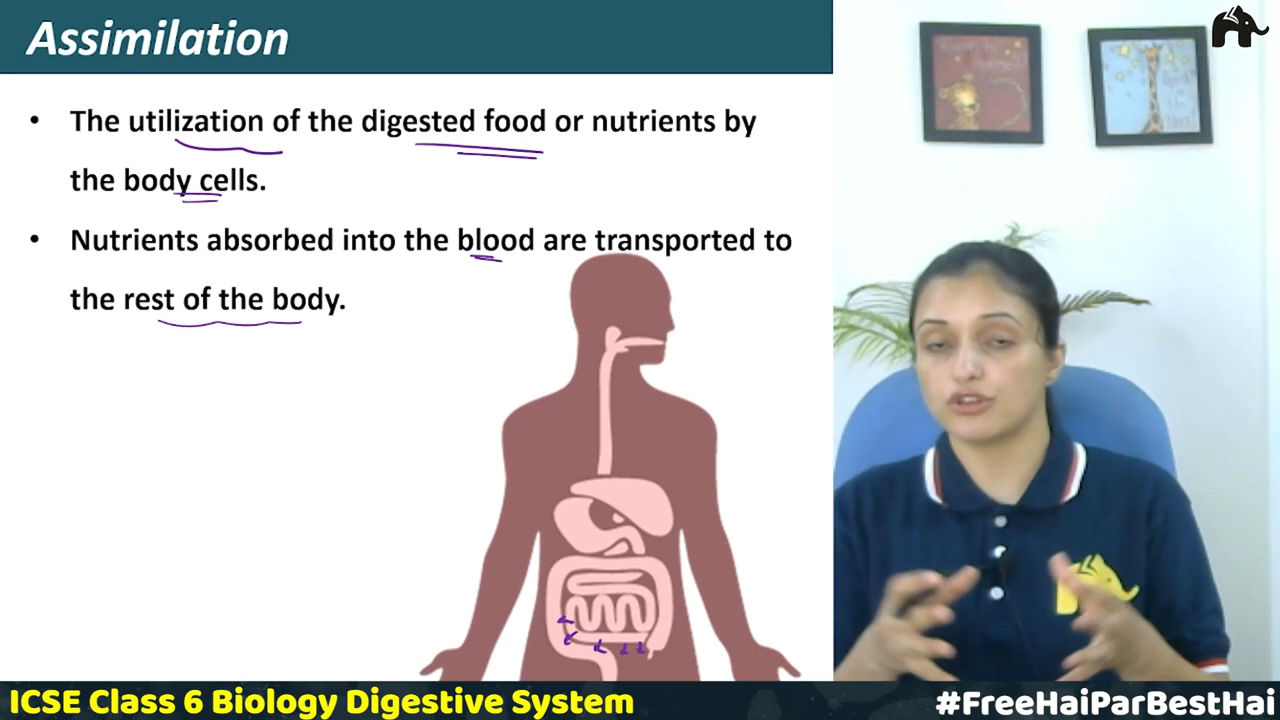 Assimilation
• The utilization of the digested food or nutrients by
the body cells.
• Nutrients absorbed into the blood are transported to
the rest of the body.
ICSE Class 6 Biology Digestive System
#FreeHaiParBestHai